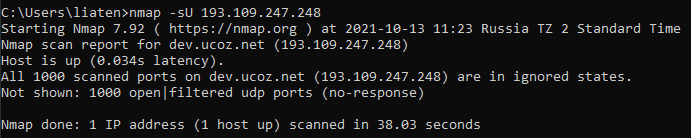 C:\Users\liaten>nmap -sU 193.109.247.248
Starting Nmap 7.92 ( https://nmap.org ) at 2021-10-13 11:23 Russia TZ 2 Standard Time
Nmap scan report for dev.ucoz.net (193.109.247.248)
Host is up (0.034s latency).
All 1000 scanned ports on dev.ucoz.net (193.109.247.248) are in ignored states.
Not shown: 1000 open|filtered udp ports (no-response)
Nmap done: 1 IP address (1 host up) scanned in 38.03 seconds